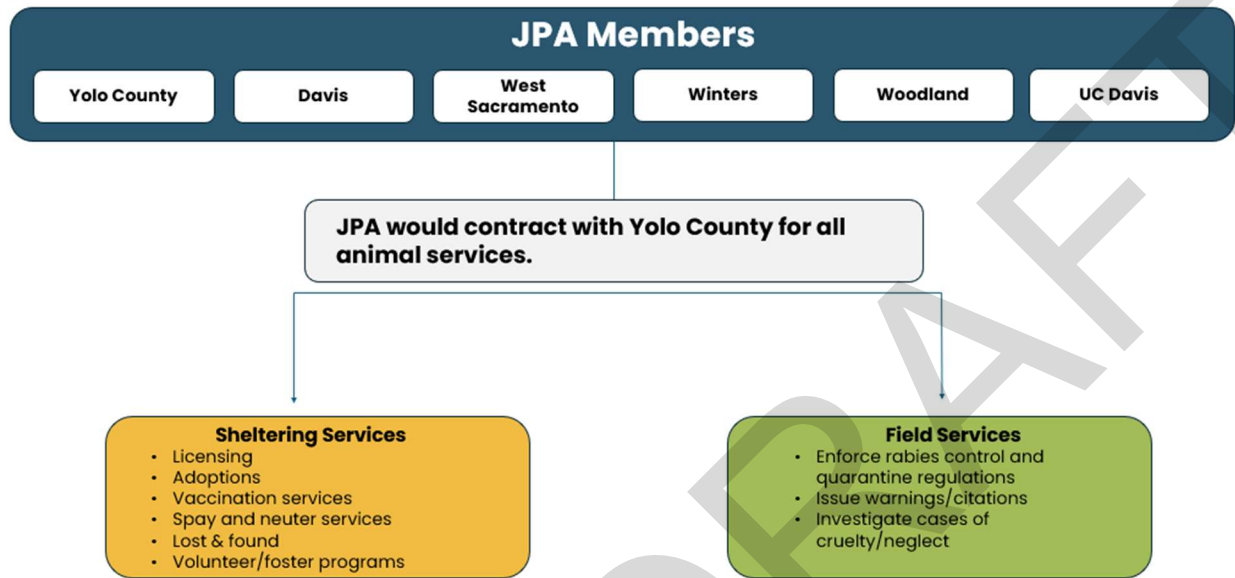 JPA Members
Yolo County
Davis
West
Sacramento
Winters
Woodland
UC Davis
JPA would contract with Yolo County for all
animal services.
Sheltering Services
• Licensing
• Adoptions
• Vaccination services
• Spay and neuter services
• Lost & found
• Volunteer/foster programs
Field Services
• Enforce rabies control and
quarantine regulations
• Issue warnings/citations
• Investigate cases of
cruelty/neglect
DRAFT